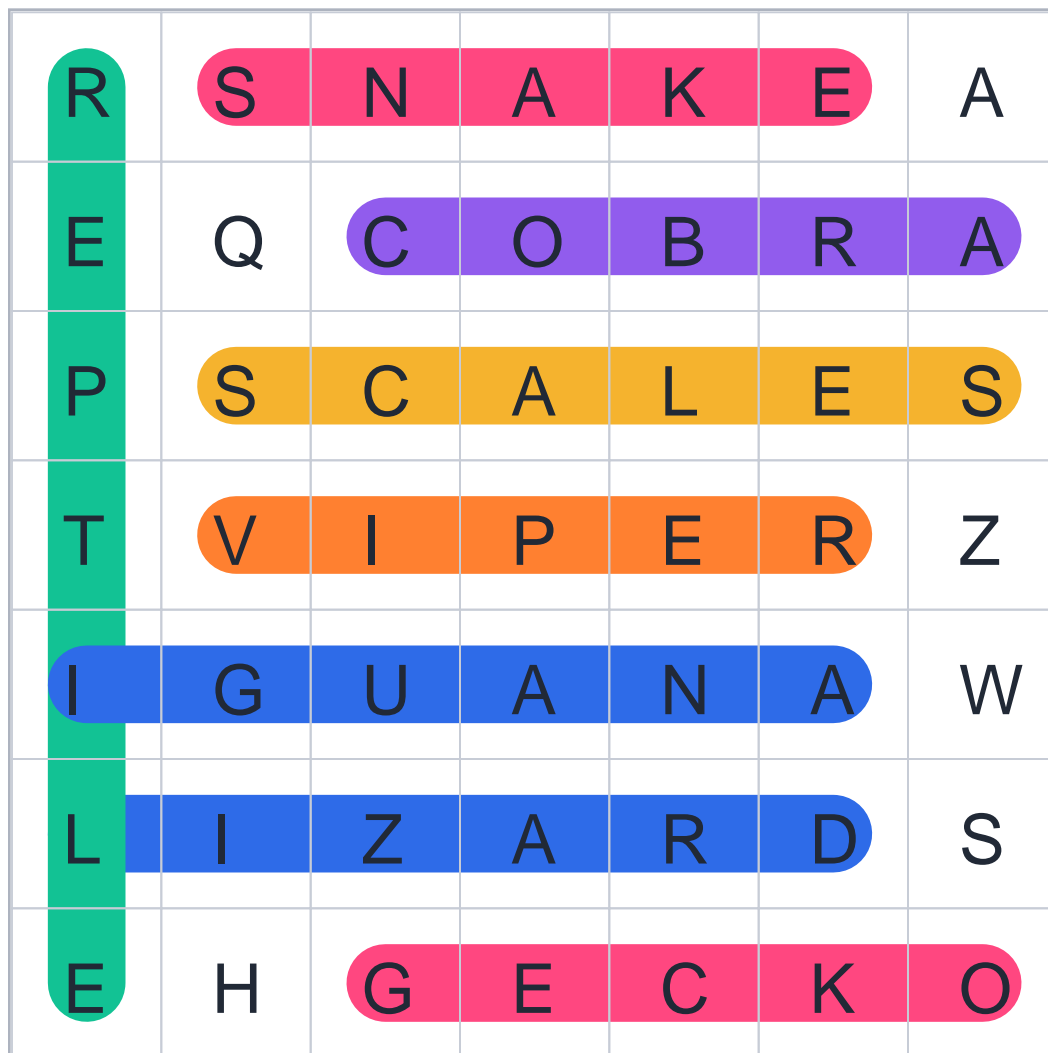 R S N A K E A
E Q C O B R A
P S C A L E S
T V I P E R Z
I G U A N A W
L I Z A R D S
E H G E C K O